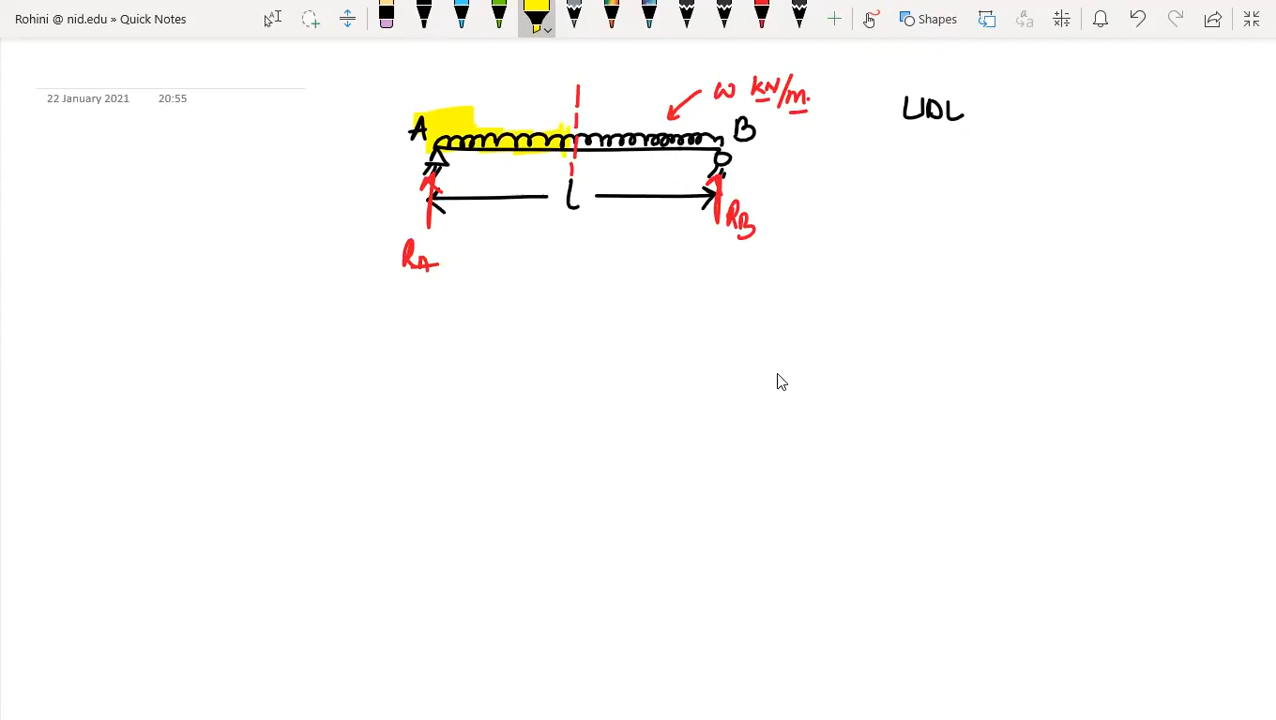 Rohini @ nid.edu » Quick Notes
Shapes
22 January 2021 20:55
w kN/m.
UDL
A
B
L
RA
RB